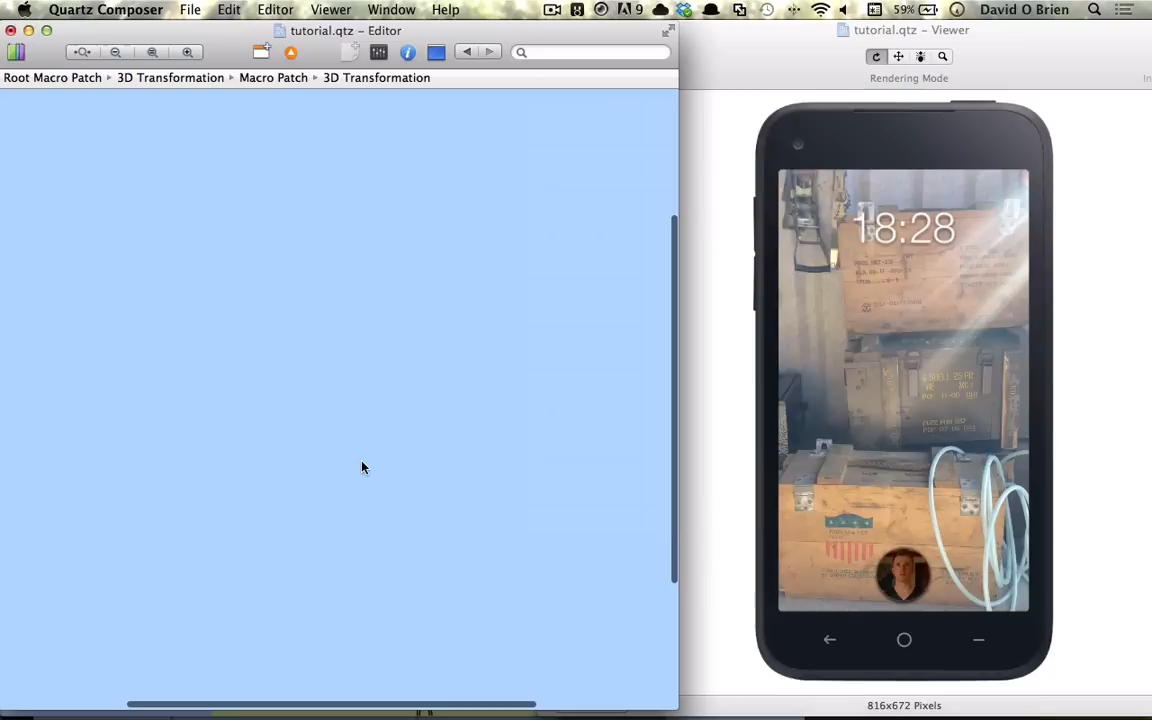 Quartz Composer File Edit Editor Viewer Window Help 9 59% David O Brien
tutorial.qtz – Editor
tutorial.qtz – Viewer
Root Macro Patch 3D Transformation Macro Patch 3D Transformation
Rendering Mode
In
18:28
816x672 Pixels